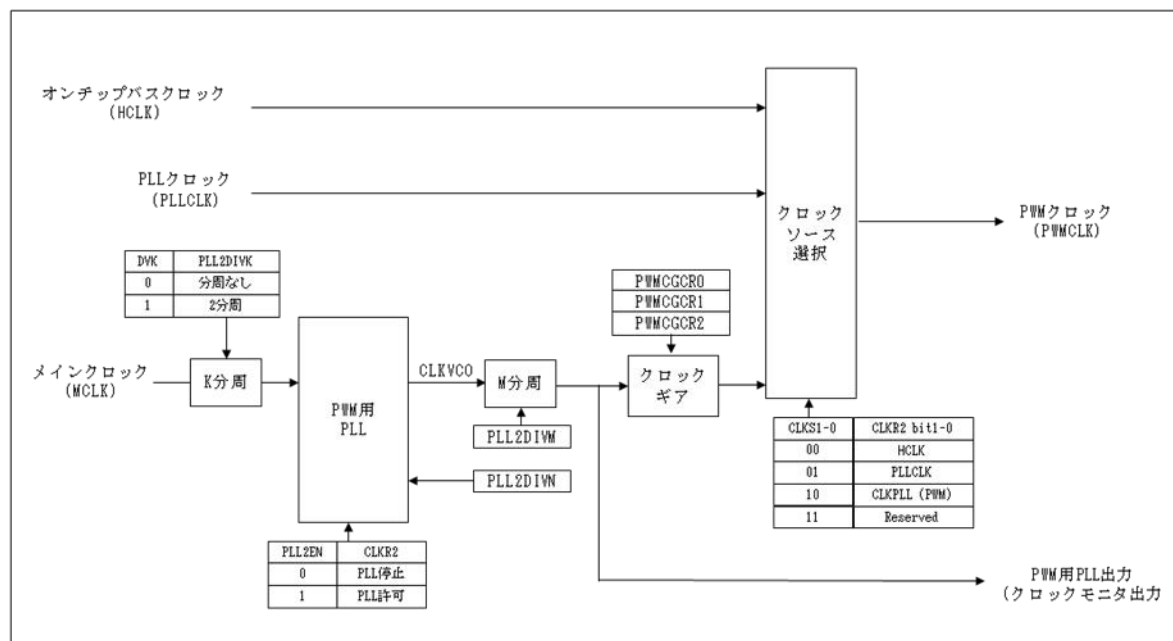 オンチップバスクロック
(HCLK)
PLLクロック
(PLLCLK)
クロック
ソース
選択
PWMクロック
(PWMCLK)
DVK PLL2DIVK
0 分周なし
1 2分周
PWMCGCR0
PWMCGCR1
PWMCGCR2
メインクロック
(MCLK)
K分周
PWM用
PLL
CLKVCO
M分周
クロック
ギア
PLL2DIVM
PLL2DIVN
CLKS1-0 CLKR2 bit1-0
00 HCLK
01 PLLCLK
10 CLKPLL (PWM)
11 Reserved
PLL2EN CLKR2
0 PLL停止
1 PLL許可
PWM用PLL出力
(クロックモニタ出力